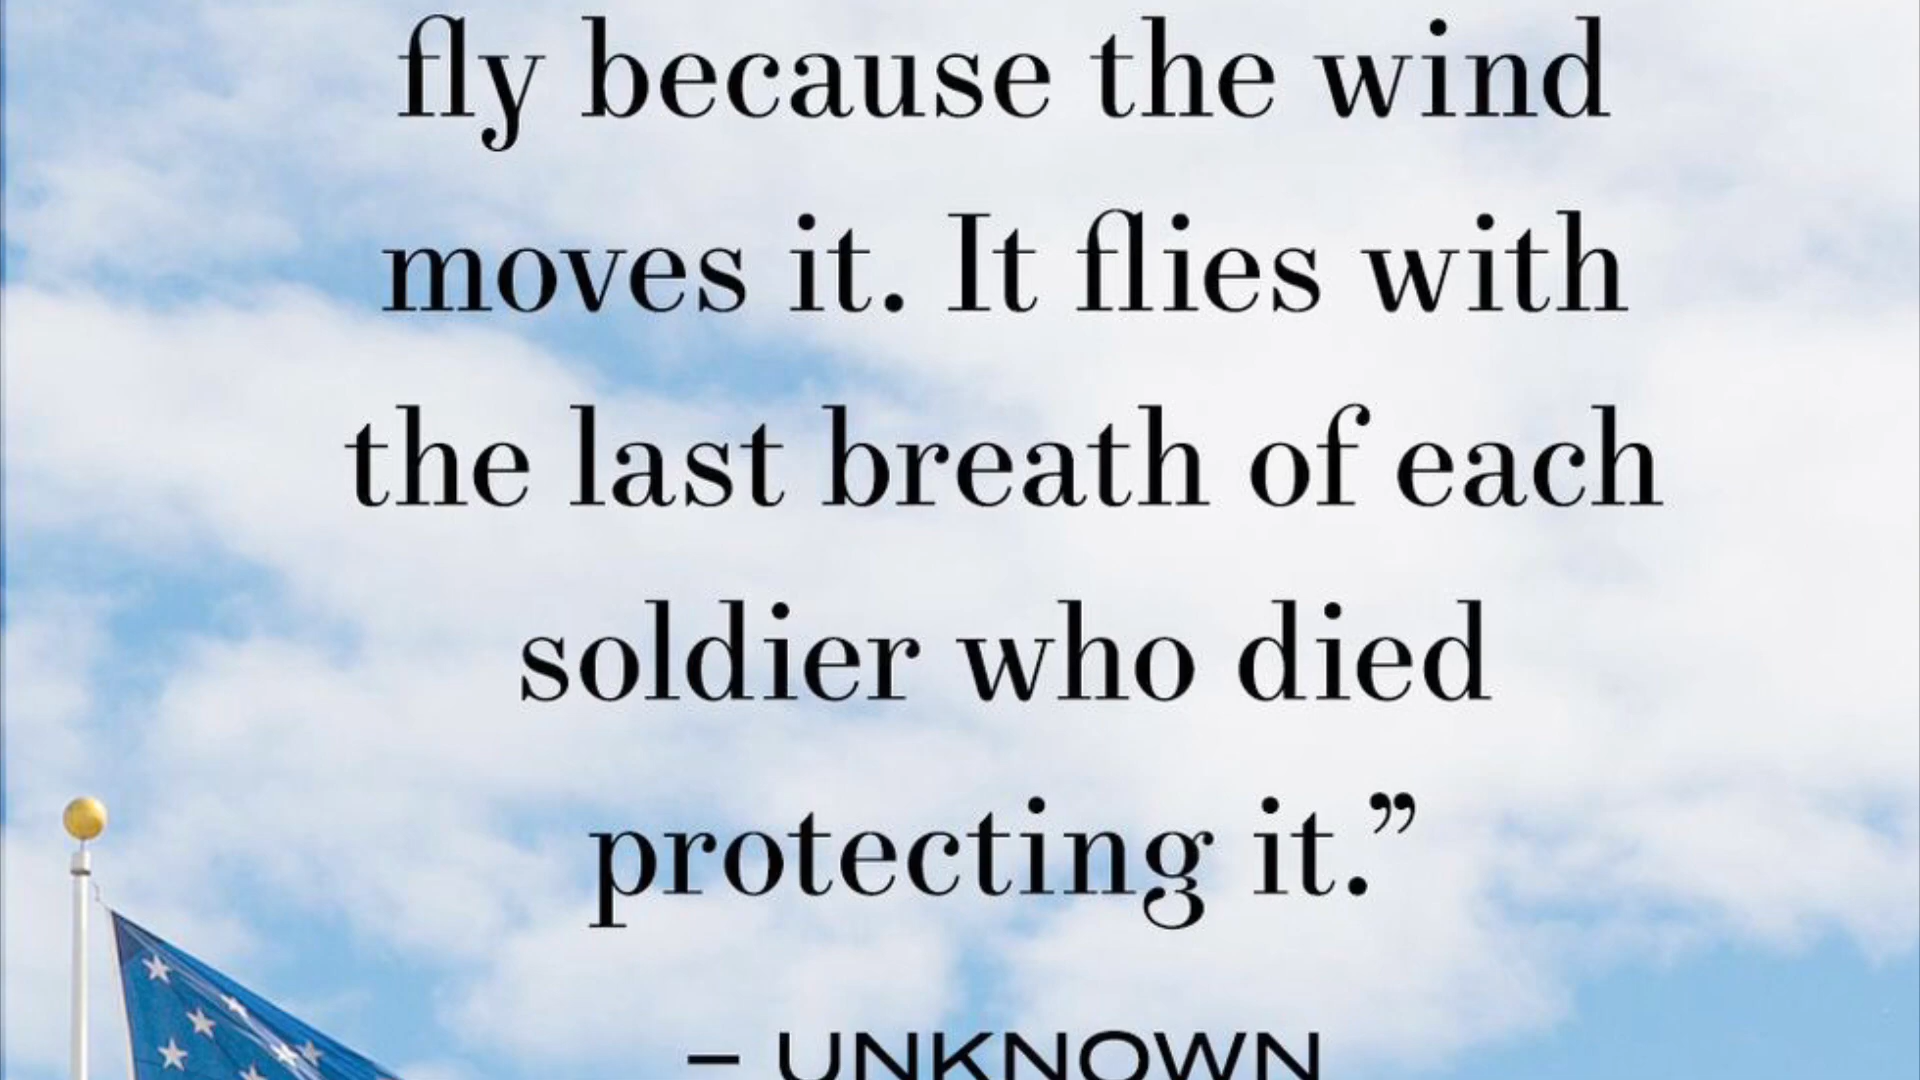 fly because the wind
moves it. It flies with
the last breath of each
soldier who died
protecting it.”
– UNKNOWN